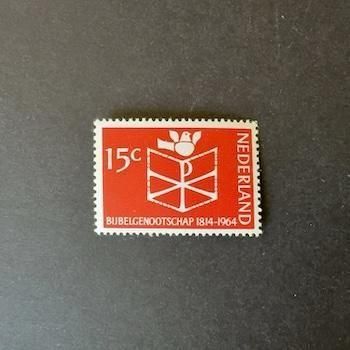 15c
NEDERLAND
BIJBELGENOOTSCHAP 1814-1964